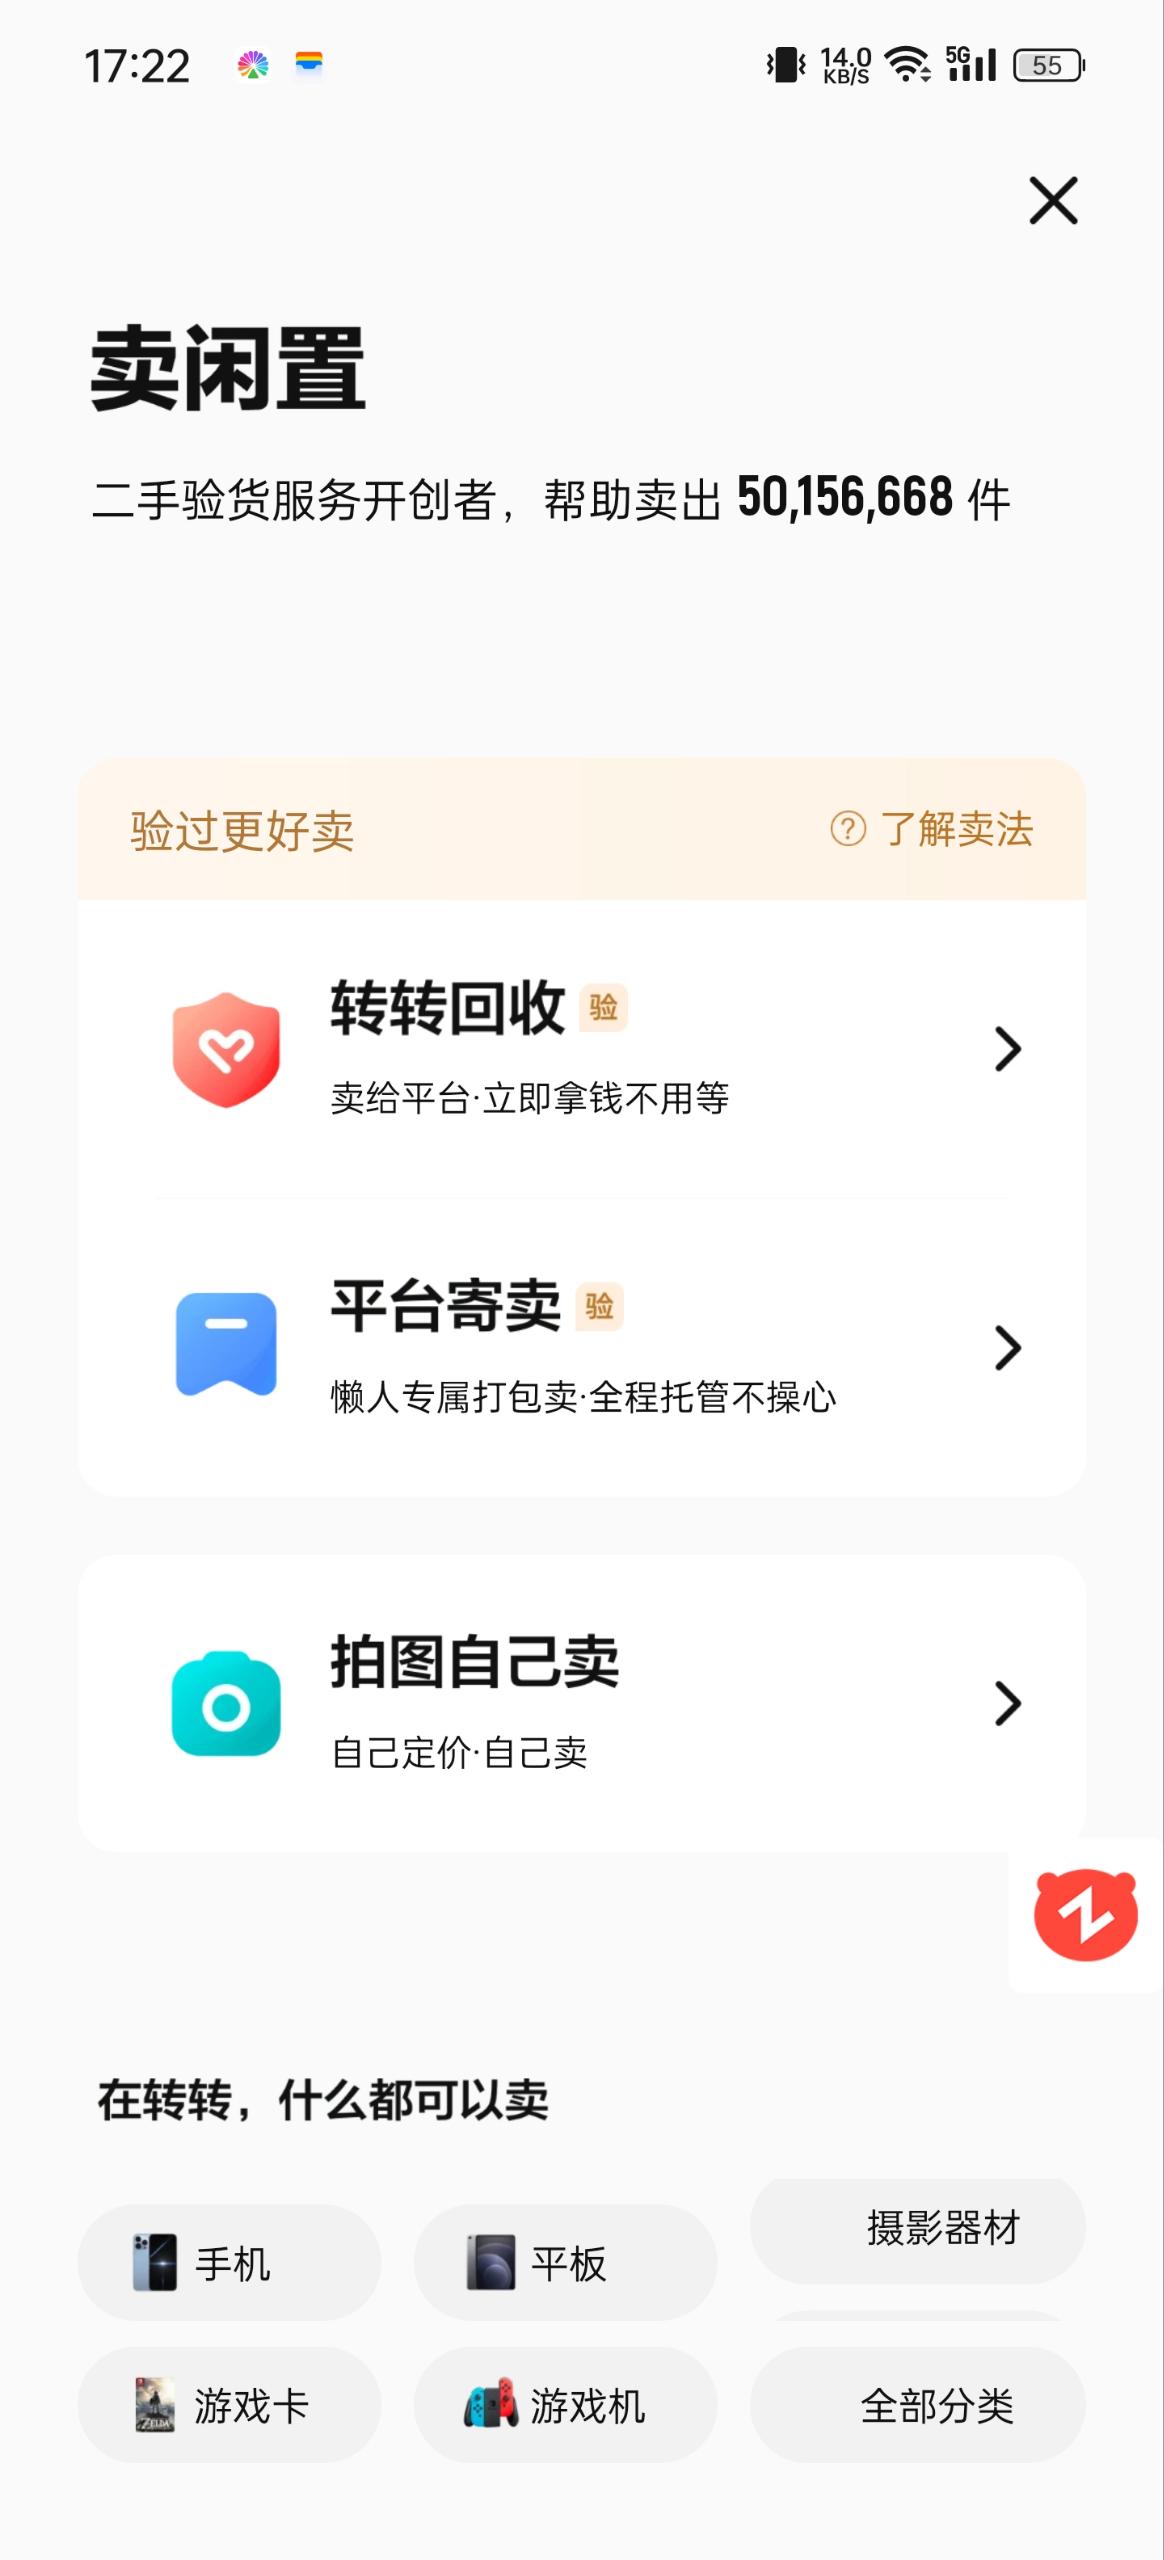 17:22
14.0
KB/S
5G
55
卖闲置
二手验货服务开创者，帮助卖出 50,156,668 件
验过更好卖
? 了解卖法
转转回收 验
卖给平台·立即拿钱不用等
平台寄卖 验
懒人专属打包卖·全程托管不操心
拍图自己卖
自己定价·自己卖
在转转，什么都可以卖
手机
平板
摄影器材
游戏卡
游戏机
全部分类